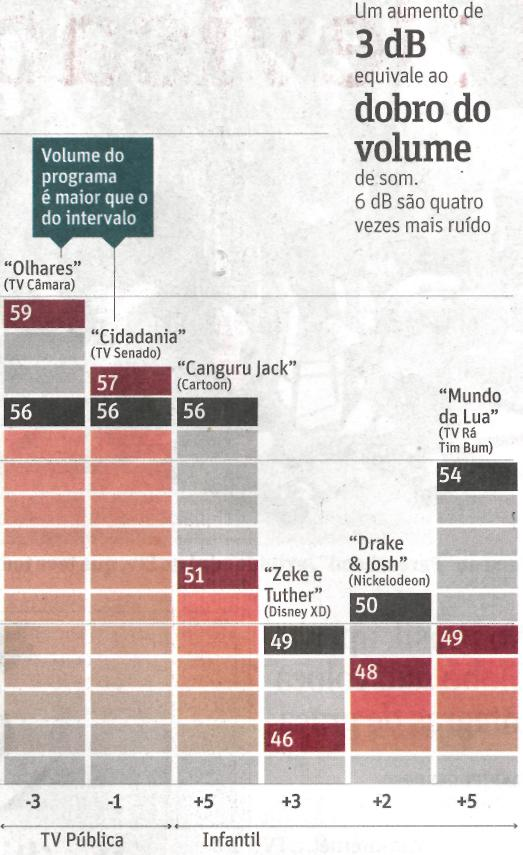 Um aumento de
3 dB
equivale ao
dobro do
volume
de som.
6 dB são quatro
vezes mais ruído
Volume do
programa
é maior que o
do intervalo
“Olhares”
(TV Câmara)
59
56
“Cidadania”
(TV Senado)
57
56
“Canguru Jack”
(Cartoon)
56
51
“Zeke e
Tuther”
(Disney XD)
49
46
“Drake
& Josh”
(Nickelodeon)
50
48
“Mundo
da Lua”
(TV Rá
Tim Bum)
54
49
-3 -1 +5 +3 +2 +5
TV Pública Infantil